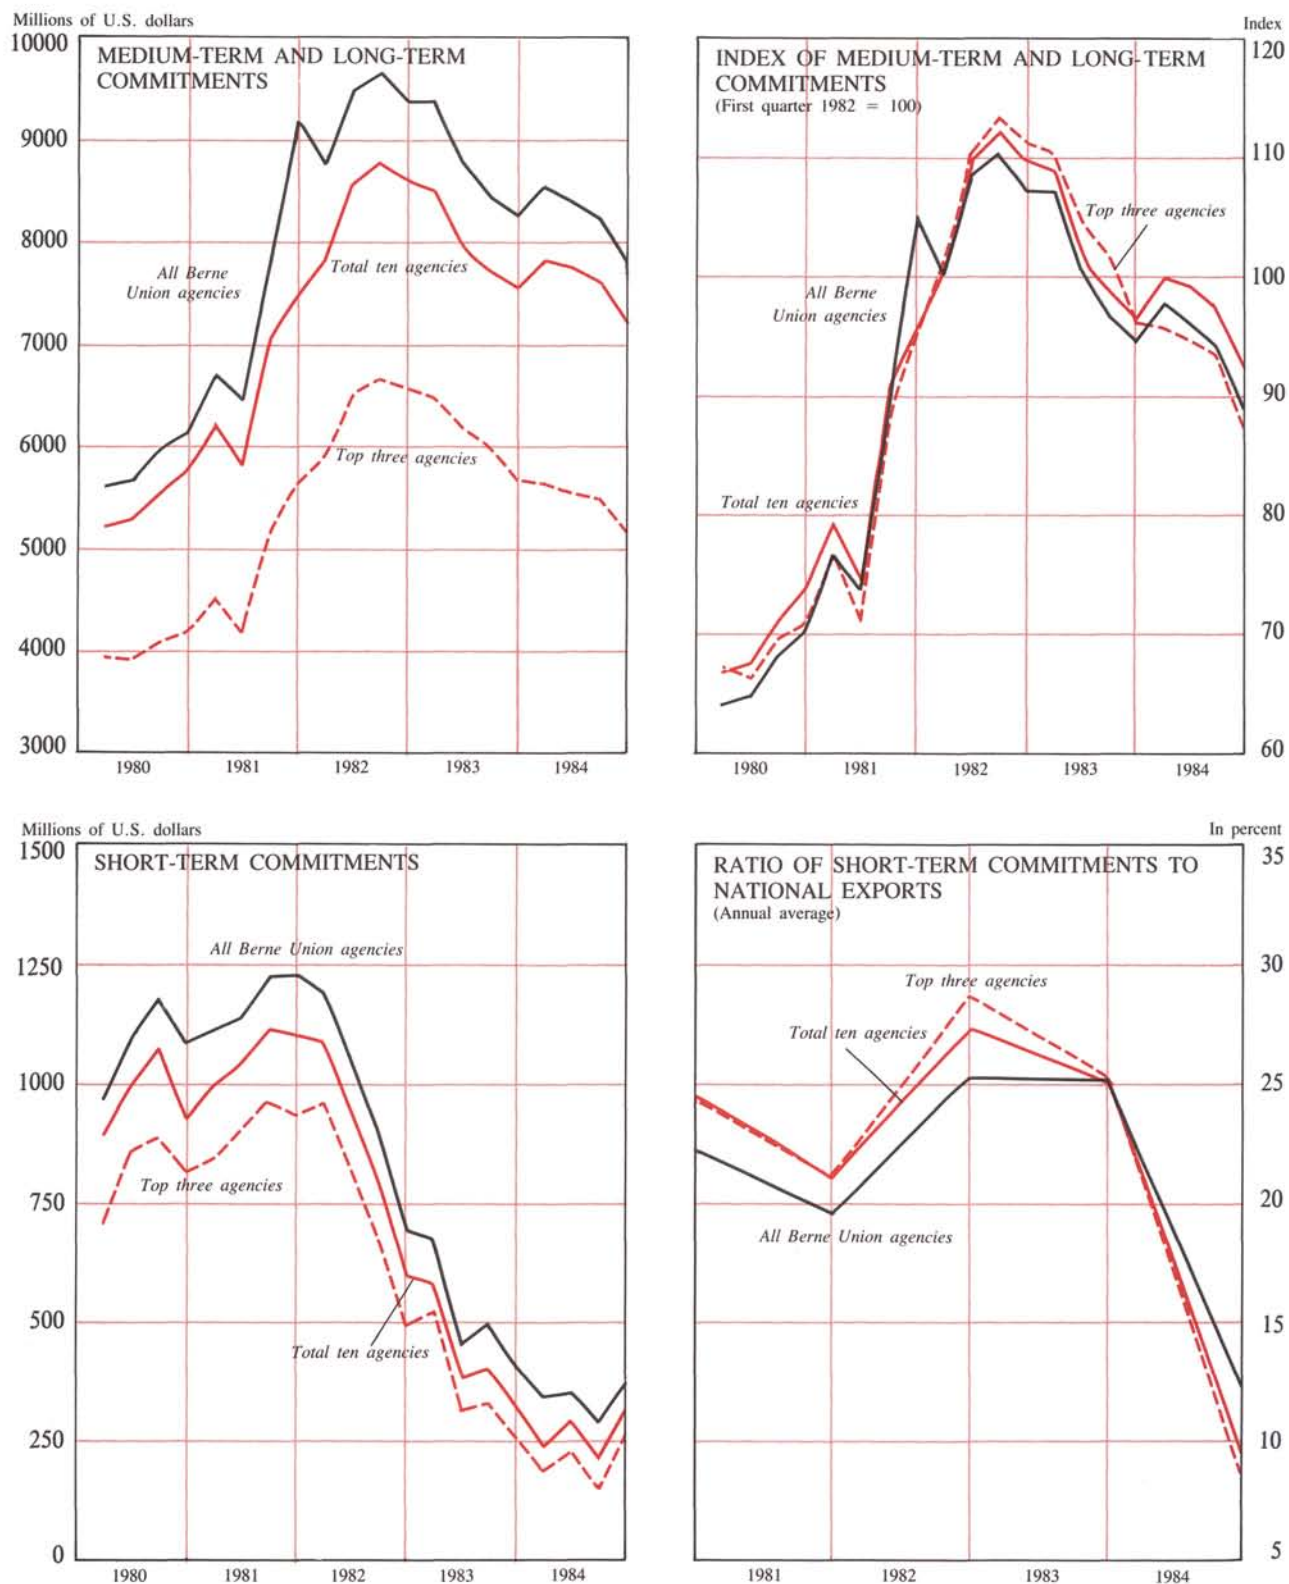 Millions of U.S. dollars
10000
9000
8000
7000
6000
5000
4000
3000
MEDIUM-TERM AND LONG-TERM
COMMITMENTS
All Berne
Union agencies
Total ten agencies
Top three agencies
1980 1981 1982 1983 1984
Index
120
110
100
90
80
70
60
INDEX OF MEDIUM-TERM AND LONG-TERM
COMMITMENTS
(First quarter 1982 = 100)
Top three agencies
All Berne
Union agencies
Total ten agencies
1980 1981 1982 1983 1984
Millions of U.S. dollars
1500
1250
1000
750
500
250
0
SHORT-TERM COMMITMENTS
All Berne Union agencies
Top three agencies
Total ten agencies
1980 1981 1982 1983 1984
In percent
35
30
25
20
15
10
5
RATIO OF SHORT-TERM COMMITMENTS TO
NATIONAL EXPORTS
(Annual average)
Top three agencies
Total ten agencies
All Berne Union agencies
1981 1982 1983 1984